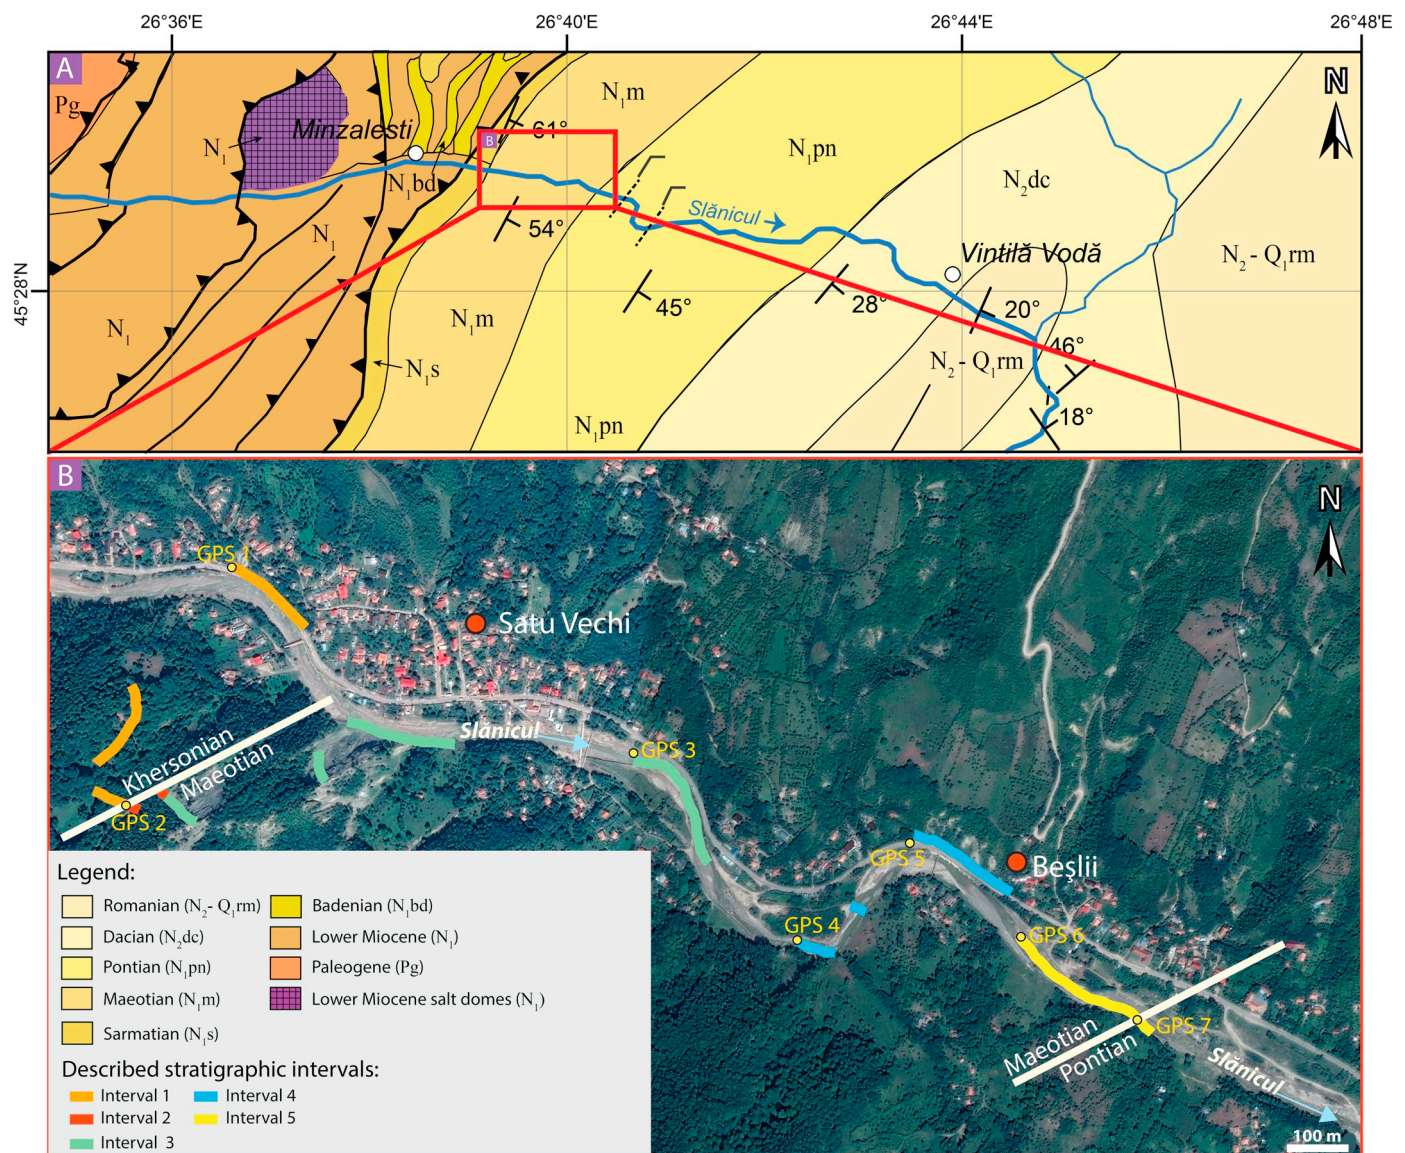 26°36'E
26°40'E
26°44'E
26°48'E
A
N
Pg
N₁m
61°
Minzalesti
N₁
B
N₁pn
N₂dc
N₁bd
Slănicul
54°
N₁
Vintilă Vodă
N₂ - Q₁rm
45°28'N
45°
28°
20°
N₁
N₁m
46°
N₁s
N₂ - Q₁rm
18°
N₁pn
B
N
GPS 1
Satu Vechi
Slănicul
GPS 3
Khersonian
Maeotian
GPS 2
GPS 5
Beşlii
GPS 4
GPS 6
GPS 7
Maeotian
Pontian
Slănicul
100 m
Legend:
Romanian (N₂- Q₁rm)
Badenian (N₁bd)
Dacian (N₂dc)
Lower Miocene (N₁)
Pontian (N₁pn)
Paleogene (Pg)
Maeotian (N₁m)
Lower Miocene salt domes (N₁)
Sarmatian (N₁s)
Described stratigraphic intervals:
Interval 1
Interval 4
Interval 2
Interval 5
Interval 3